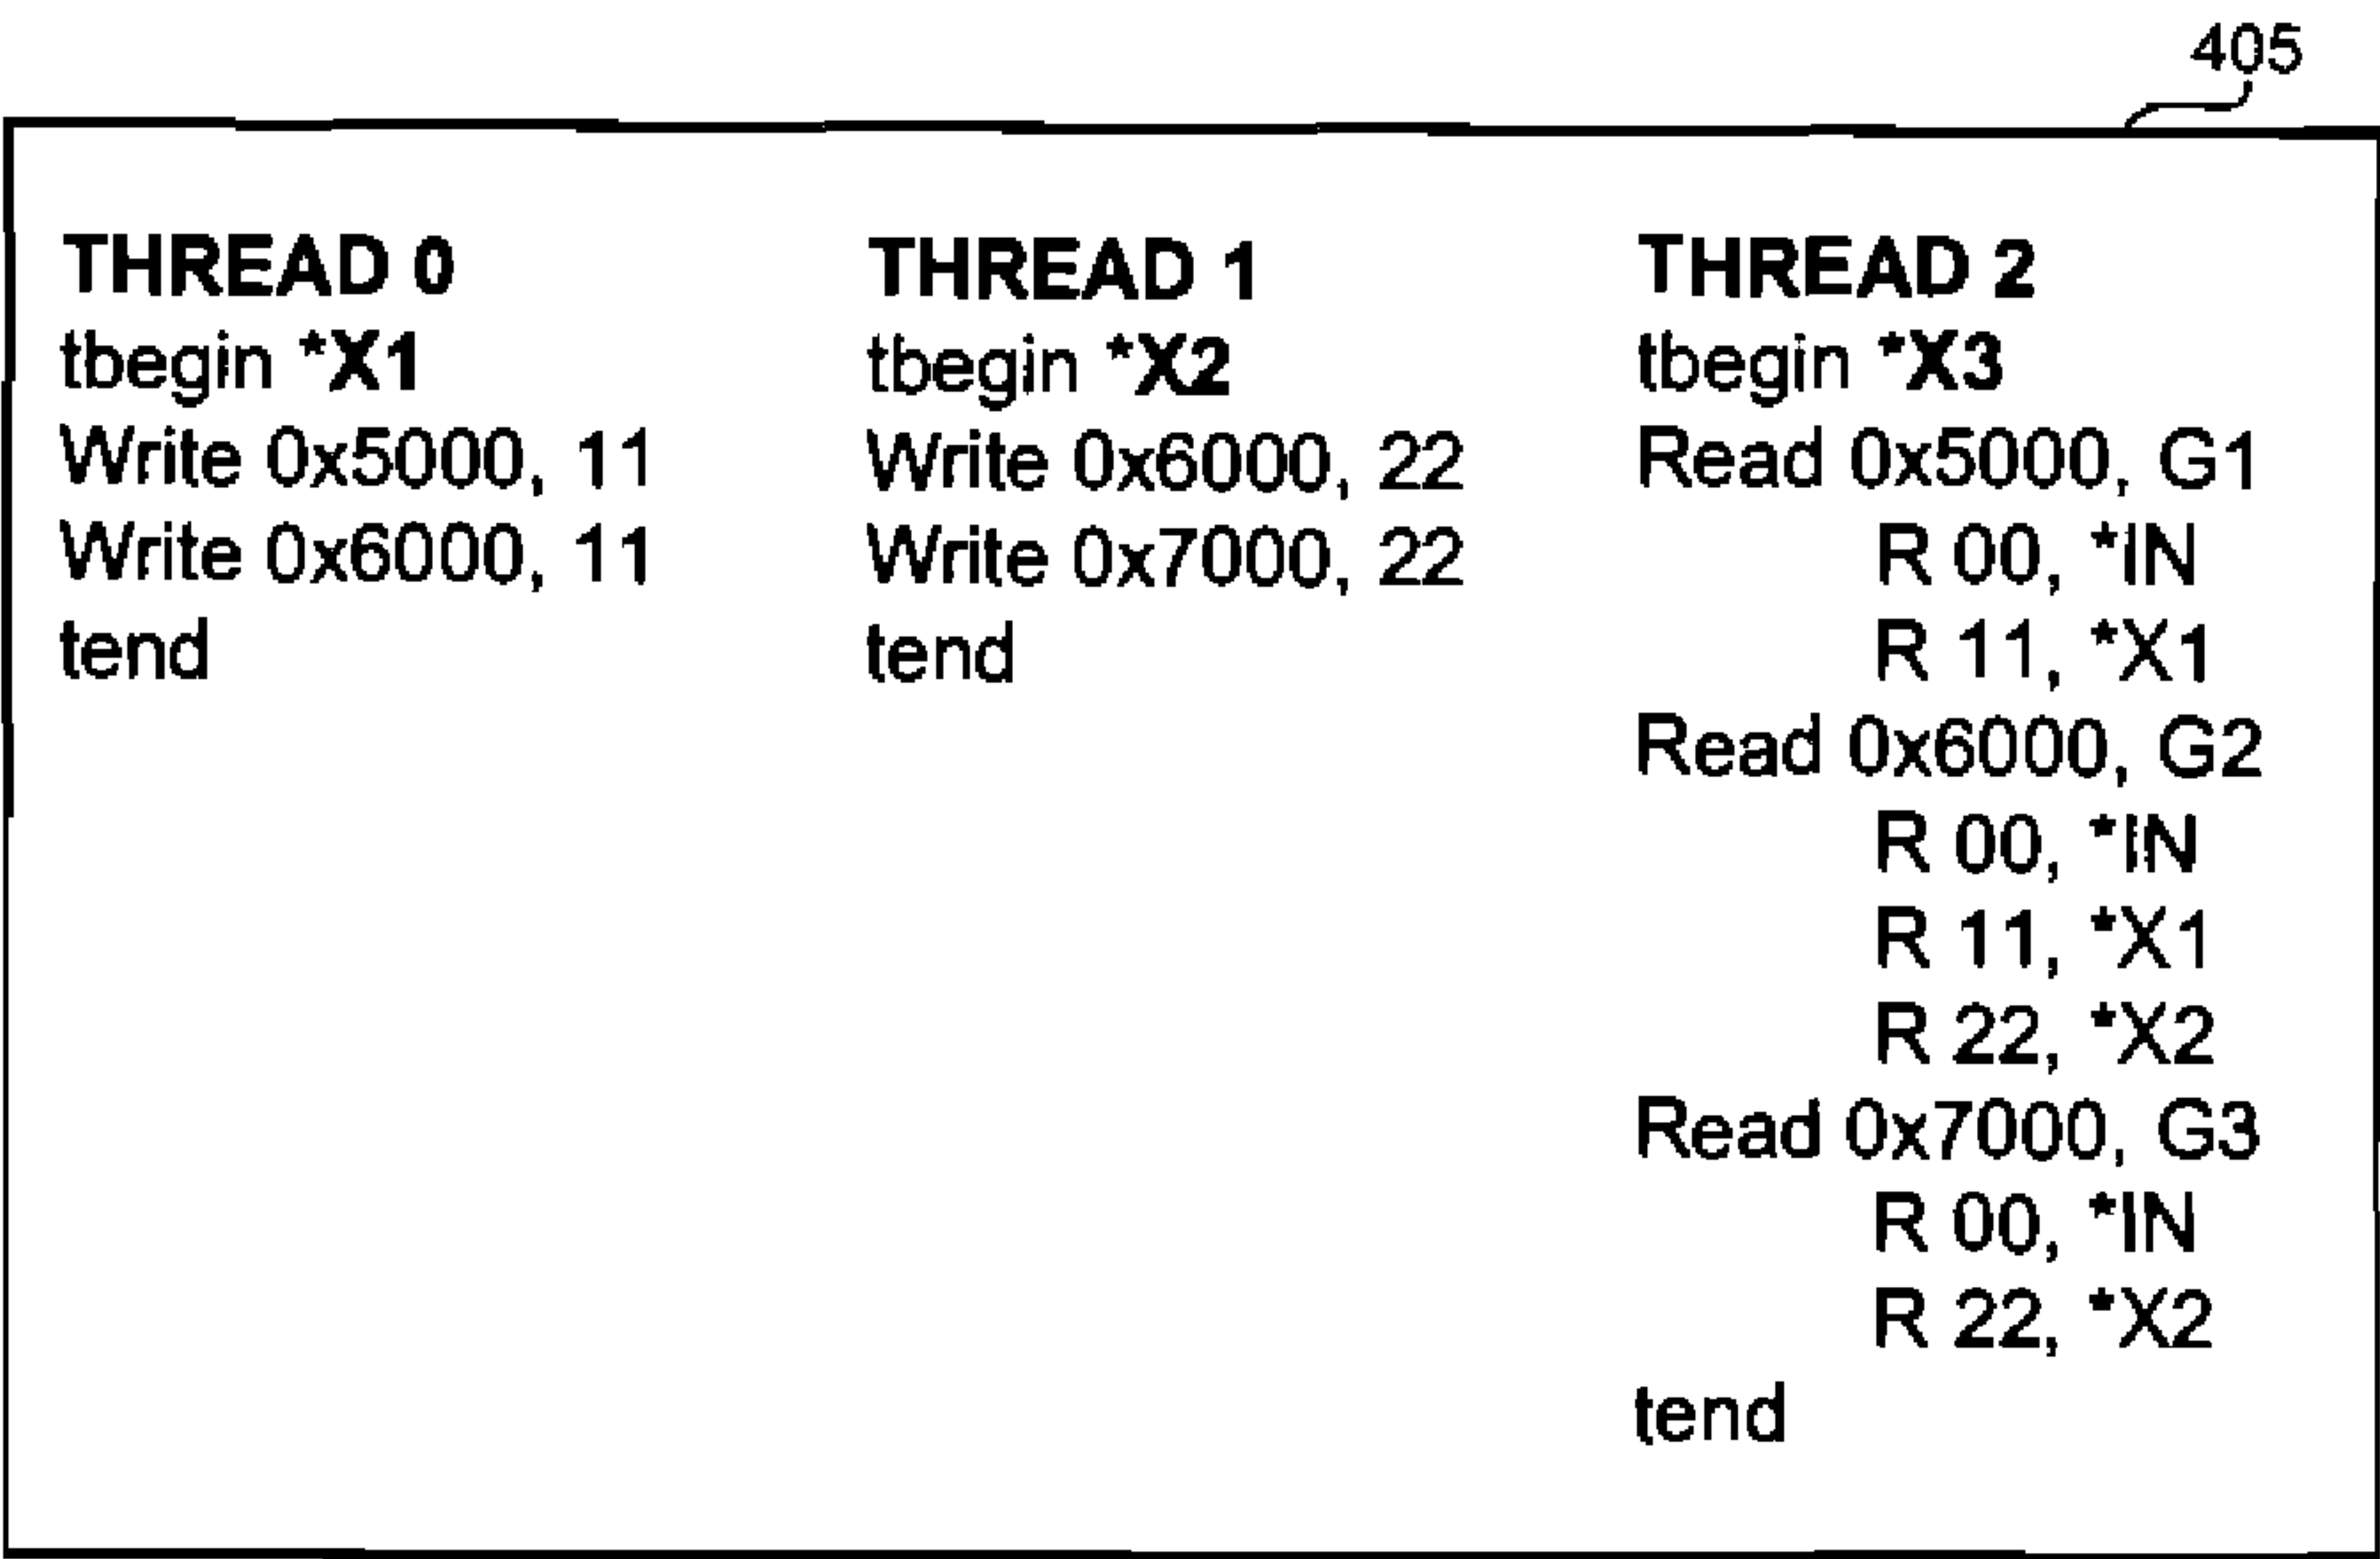 405
THREAD 0
tbegin *X1
Write 0x5000, 11
Write 0x6000, 11
tend
THREAD 1
tbegin *X2
Write 0x6000, 22
Write 0x7000, 22
tend
THREAD 2
tbegin *X3
Read 0x5000, G1
R 00, *IN
R 11, *X1
Read 0x6000, G2
R 00, *IN
R 11, *X1
R 22, *X2
Read 0x7000, G3
R 00, *IN
R 22, *X2
tend